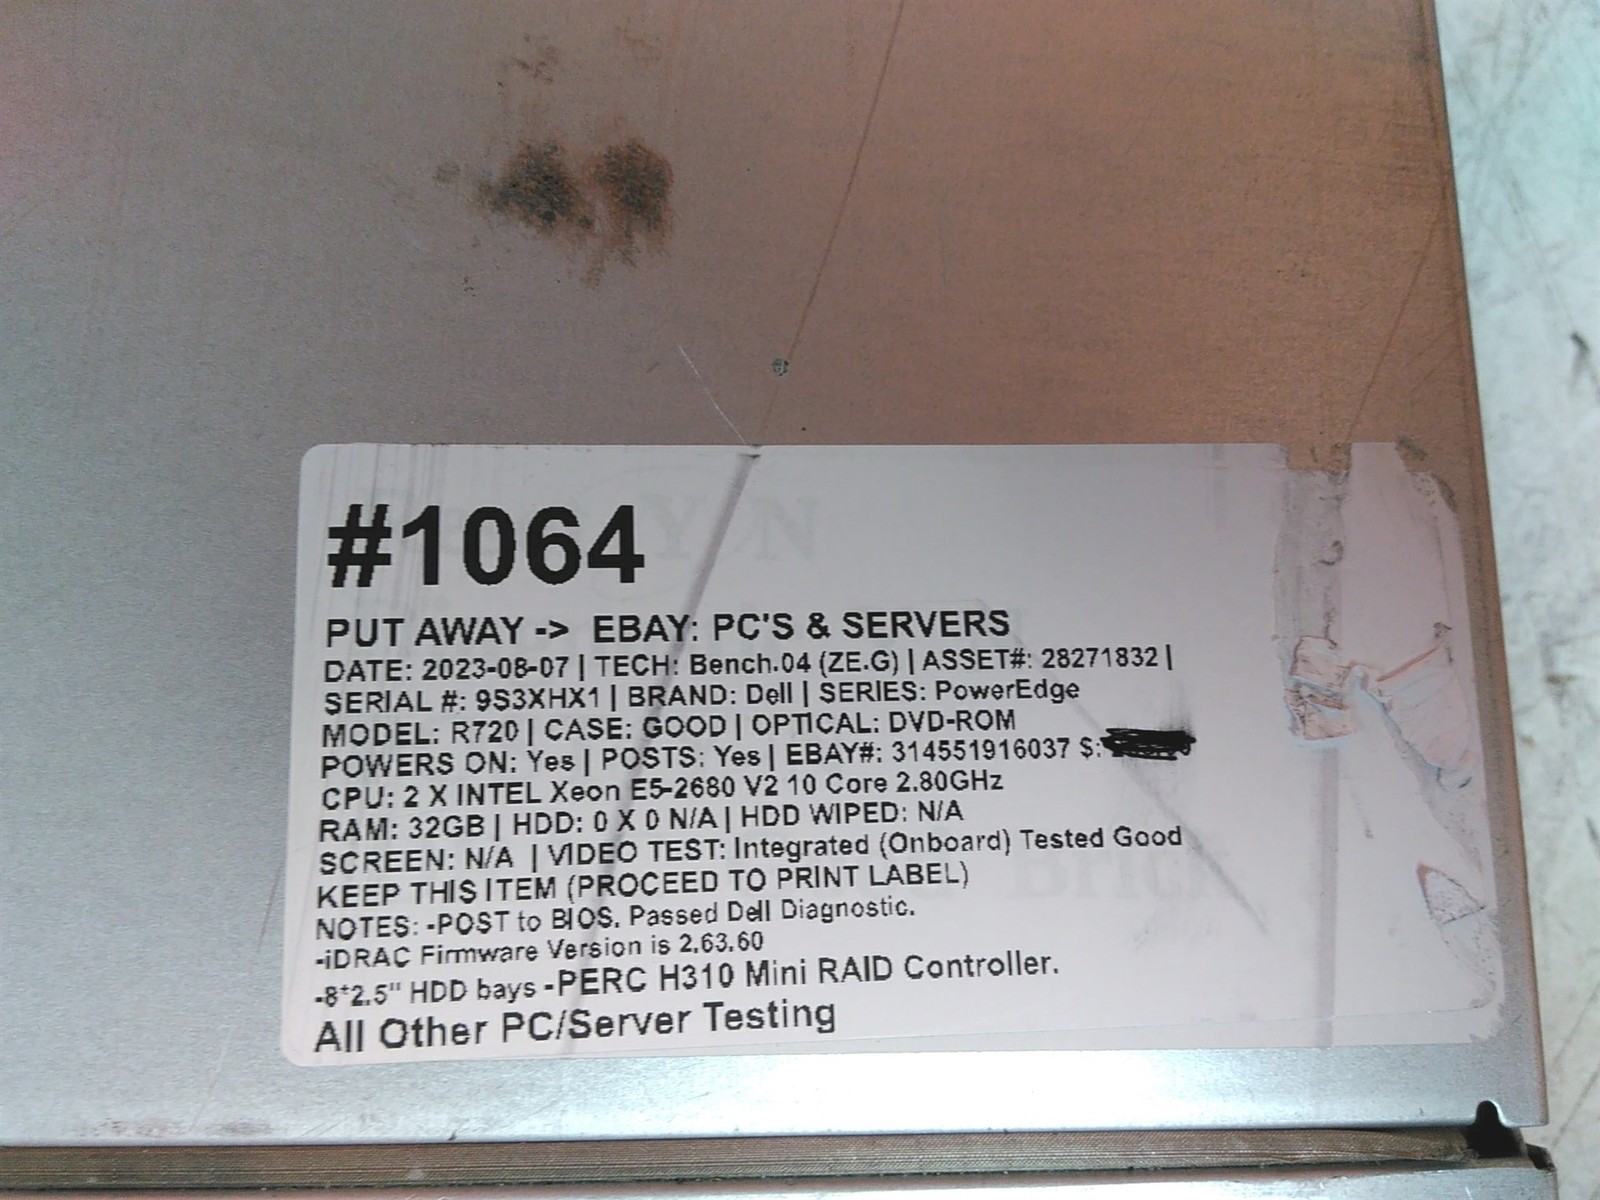 #1064
PUT AWAY -> EBAY: PC'S & SERVERS
DATE: 2023-08-07 | TECH: Bench.04 (ZE.G) | ASSET#: 28271832 |
SERIAL #: 9S3XHX1 | BRAND: Dell | SERIES: PowerEdge
MODEL: R720 | CASE: GOOD | OPTICAL: DVD-ROM
POWERS ON: Yes | POSTS: Yes | EBAY#: 314551916037 $:
CPU: 2 X INTEL Xeon E5-2680 V2 10 Core 2.80GHz
RAM: 32GB | HDD: 0 X 0 N/A | HDD WIPED: N/A
SCREEN: N/A | VIDEO TEST: Integrated (Onboard) Tested Good
KEEP THIS ITEM (PROCEED TO PRINT LABEL)
NOTES: -POST to BIOS. Passed Dell Diagnostic.
-iDRAC Firmware Version is 2.63.60
-8*2.5" HDD bays -PERC H310 Mini RAID Controller.
All Other PC/Server Testing